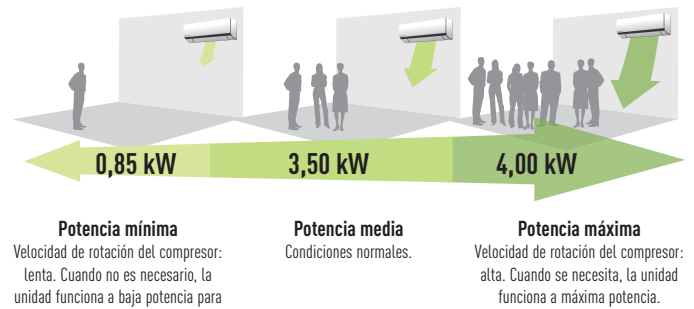 0,85 kW
3,50 kW
4,00 kW
Potencia mínima
Velocidad de rotación del compresor:
lenta. Cuando no es necesario, la
unidad funciona a baja potencia para
Potencia media
Condiciones normales.
Potencia máxima
Velocidad de rotación del compresor:
alta. Cuando se necesita, la unidad
funciona a máxima potencia.